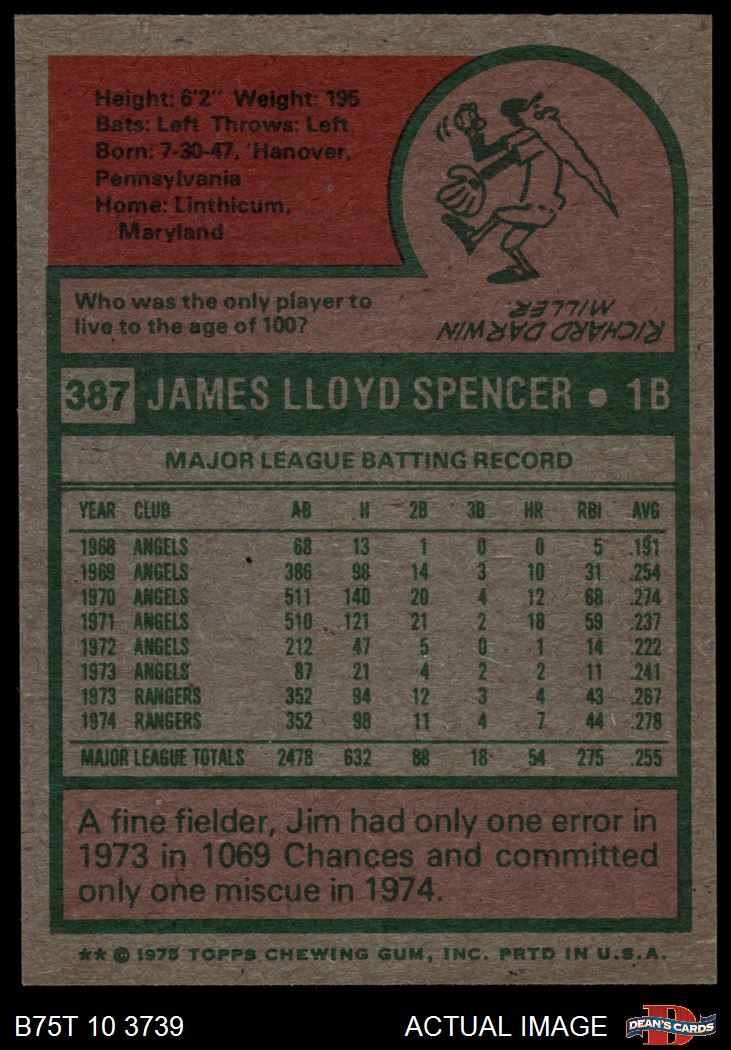 Height: 6'2" Weight: 195
Bats: Left Throws: Left
Born: 7-30-47, Hanover,
Pennsylvania
Home: Linthicum,
Maryland
Who was the only player to
live to the age of 100?
RICHARD DARWIN
MILLER.
387 JAMES LLOYD SPENCER • 1B
MAJOR LEAGUE BATTING RECORD
YEAR CLUB AB H 2B 3B HR RBI AVG
1968 ANGELS 68 13 1 0 0 5 .191
1969 ANGELS 386 98 14 3 10 31 .254
1970 ANGELS 511 140 20 4 12 68 .274
1971 ANGELS 510 121 21 2 18 59 .237
1972 ANGELS 212 47 5 0 1 14 .222
1973 ANGELS 87 21 4 2 2 11 .241
1973 RANGERS 352 94 12 3 4 43 .267
1974 RANGERS 352 98 11 4 7 44 .278
MAJOR LEAGUE TOTALS 2478 632 88 18 54 275 .255
A fine fielder, Jim had only one error in
1973 in 1069 Chances and committed
only one miscue in 1974.
** © 1975 TOPPS CHEWING GUM, INC. PRTD IN U.S.A.
B75T 10 3739 ACTUAL IMAGE D DEAN'S CARDS